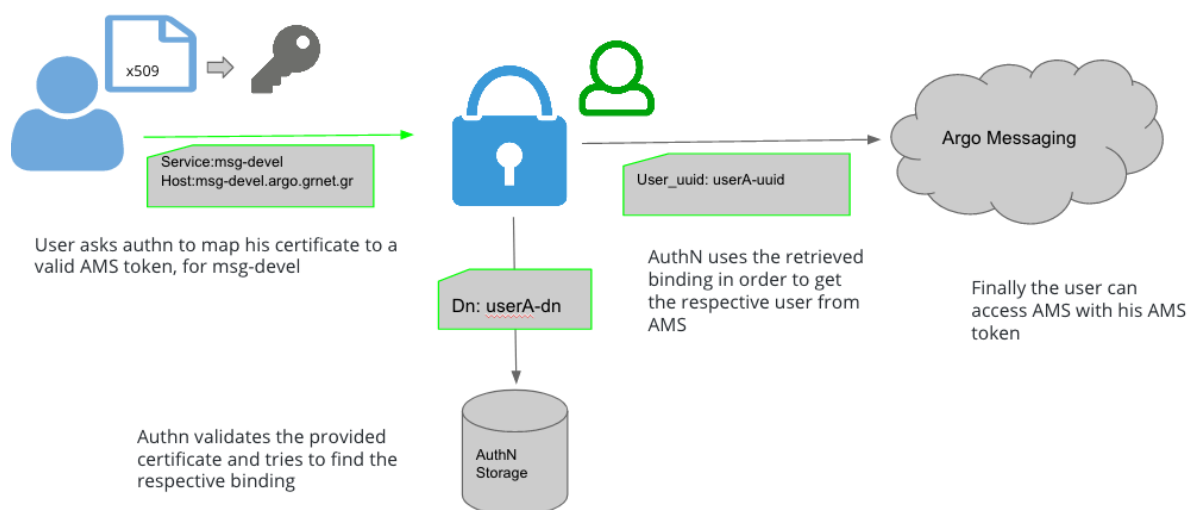 x509
Service:msg-devel
Host:msg-devel.argo.grnet.gr
User asks authn to map his certificate to a
valid AMS token, for msg-devel
User_uuid: userA-uuid
Argo Messaging
AuthN uses the retrieved
binding in order to get
the respective user from
AMS
Finally the user can
access AMS with his AMS
token
Dn: userA-dn
Authn validates the provided
certificate and tries to find the
respective binding
AuthN
Storage